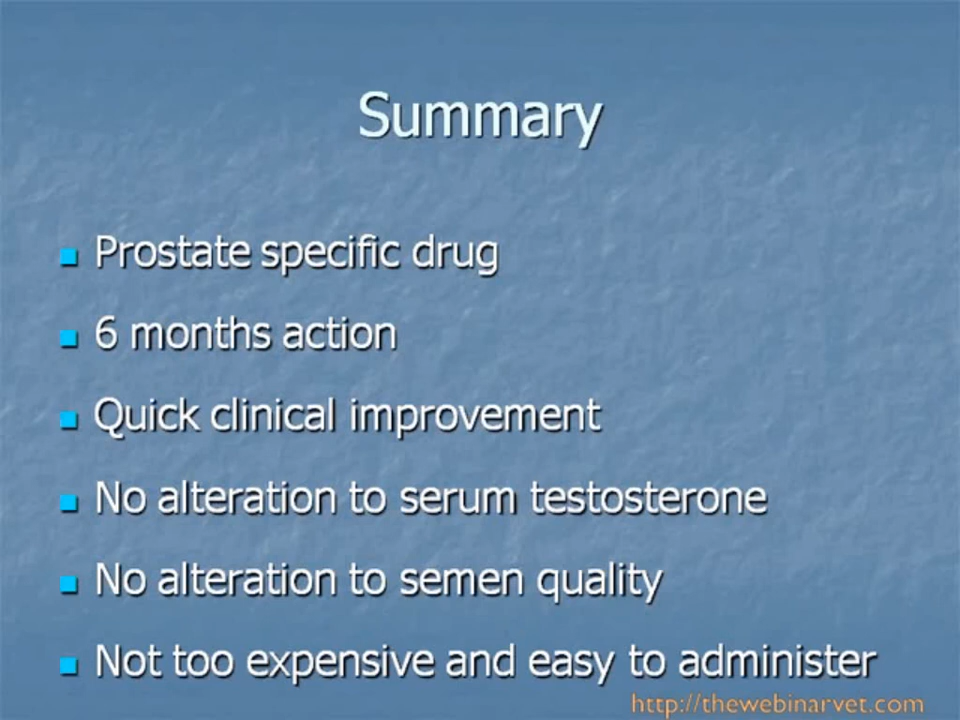 Summary
Prostate specific drug
6 months action
Quick clinical improvement
No alteration to serum testosterone
No alteration to semen quality
Not too expensive and easy to administer
http://thewebinarvet.com